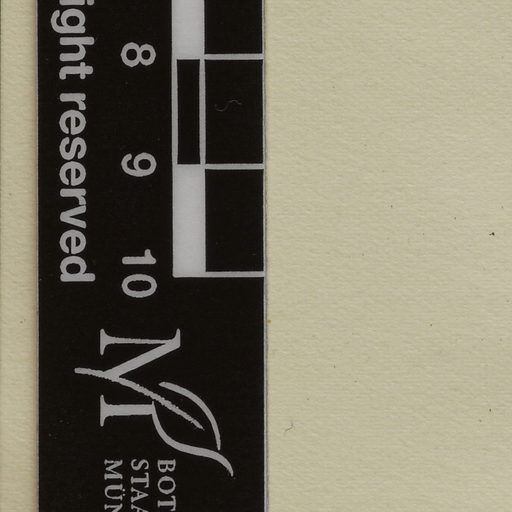 ight reserved
8 9 10
M
BOT
STAA
MÜN